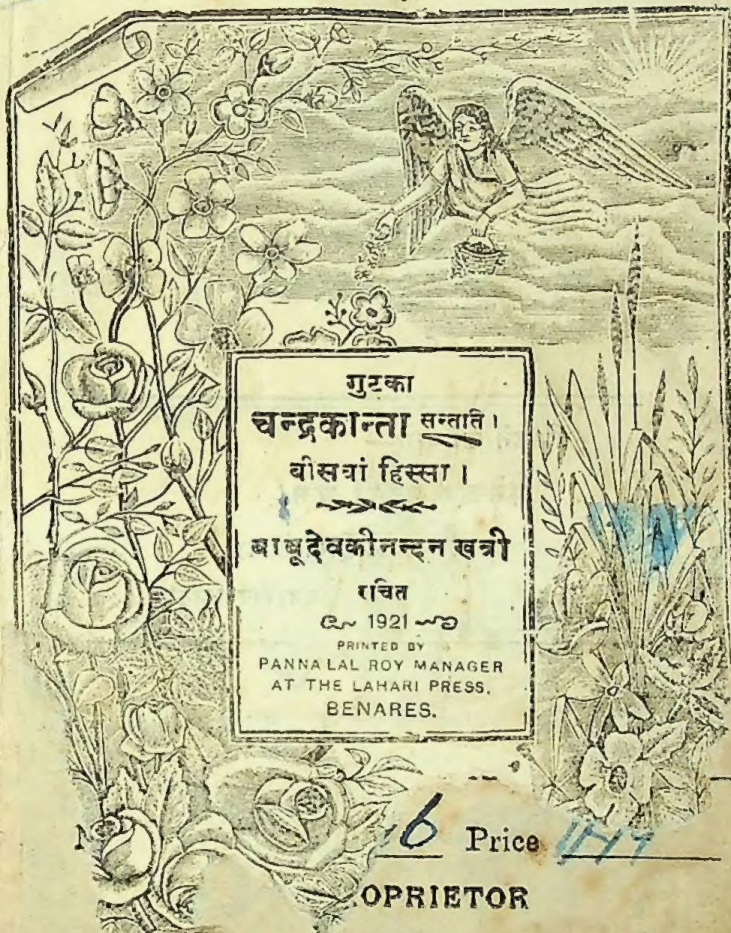 गुटका
चन्द्रकान्ता सन्तति।
बीसवां हिस्सा।
बाबू देवकीनन्दन खत्री
रचित
1921
PRINTED BY
PANNA LAL ROY MANAGER
AT THE LAHARI PRESS,
BENARES.
6 Price
OPRIETOR